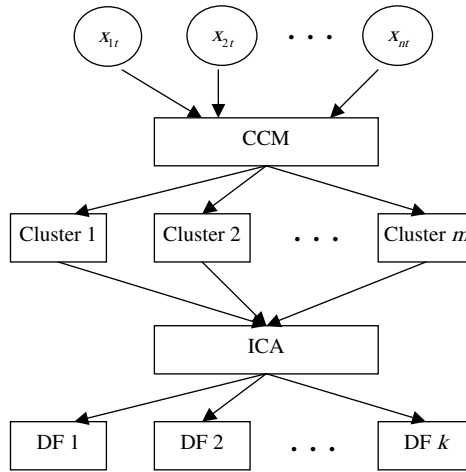 x1t x2t . . . xnt
CCM
Cluster 1 Cluster 2 . . . Cluster m
ICA
DF 1 DF 2 . . . DF k